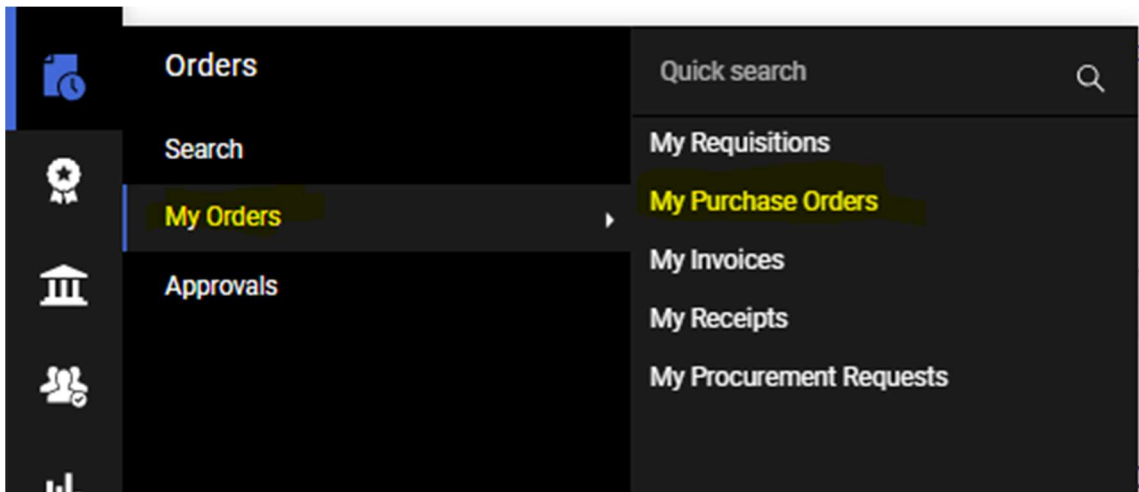 Orders
Search
My Orders
Approvals
Quick search
My Requisitions
My Purchase Orders
My Invoices
My Receipts
My Procurement Requests